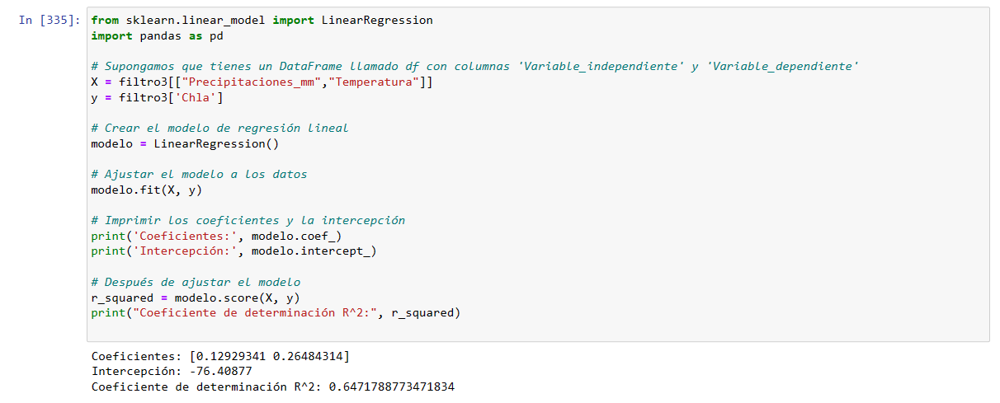 In [335]: from sklearn.linear_model import LinearRegression
import pandas as pd
# Supongamos que tienes un DataFrame llamado df con columnas 'Variable_independiente' y 'Variable_dependiente'
X = filtro3[["Precipitaciones_mm","Temperatura"]]
y = filtro3['Chla']
# Crear el modelo de regresión lineal
modelo = LinearRegression()
# Ajustar el modelo a los datos
modelo.fit(X, y)
# Imprimir los coeficientes y la intercepción
print('Coeficientes:', modelo.coef_)
print('Intercepción:', modelo.intercept_)
# Después de ajustar el modelo
r_squared = modelo.score(X, y)
print("Coeficiente de determinación R^2:", r_squared)
Coeficientes: [0.12929341 0.26484314]
Intercepción: -76.40877
Coeficiente de determinación R^2: 0.6471788773471834